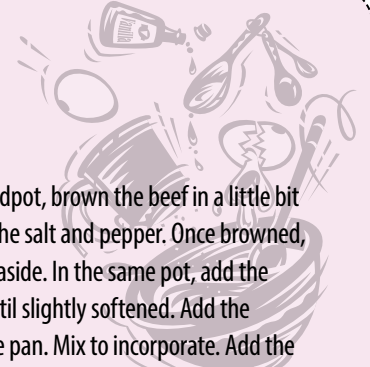 Vanilla
dpot, brown the beef in a little bit
he salt and pepper. Once browned,
aside. In the same pot, add the
til slightly softened. Add the
e pan. Mix to incorporate. Add the